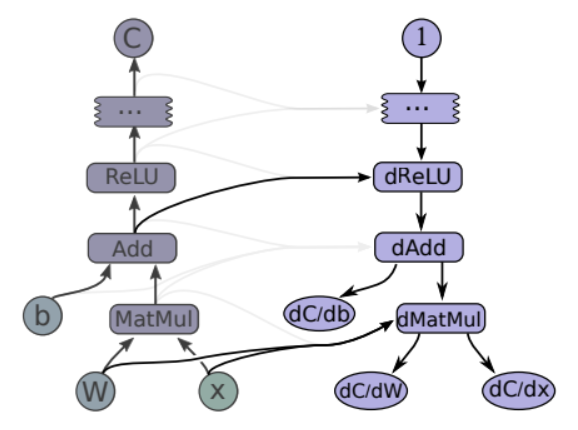 C
1
...
...
ReLU
dReLU
Add
dAdd
b
dC/db
MatMul
dMatMul
W
x
dC/dW
dC/dx